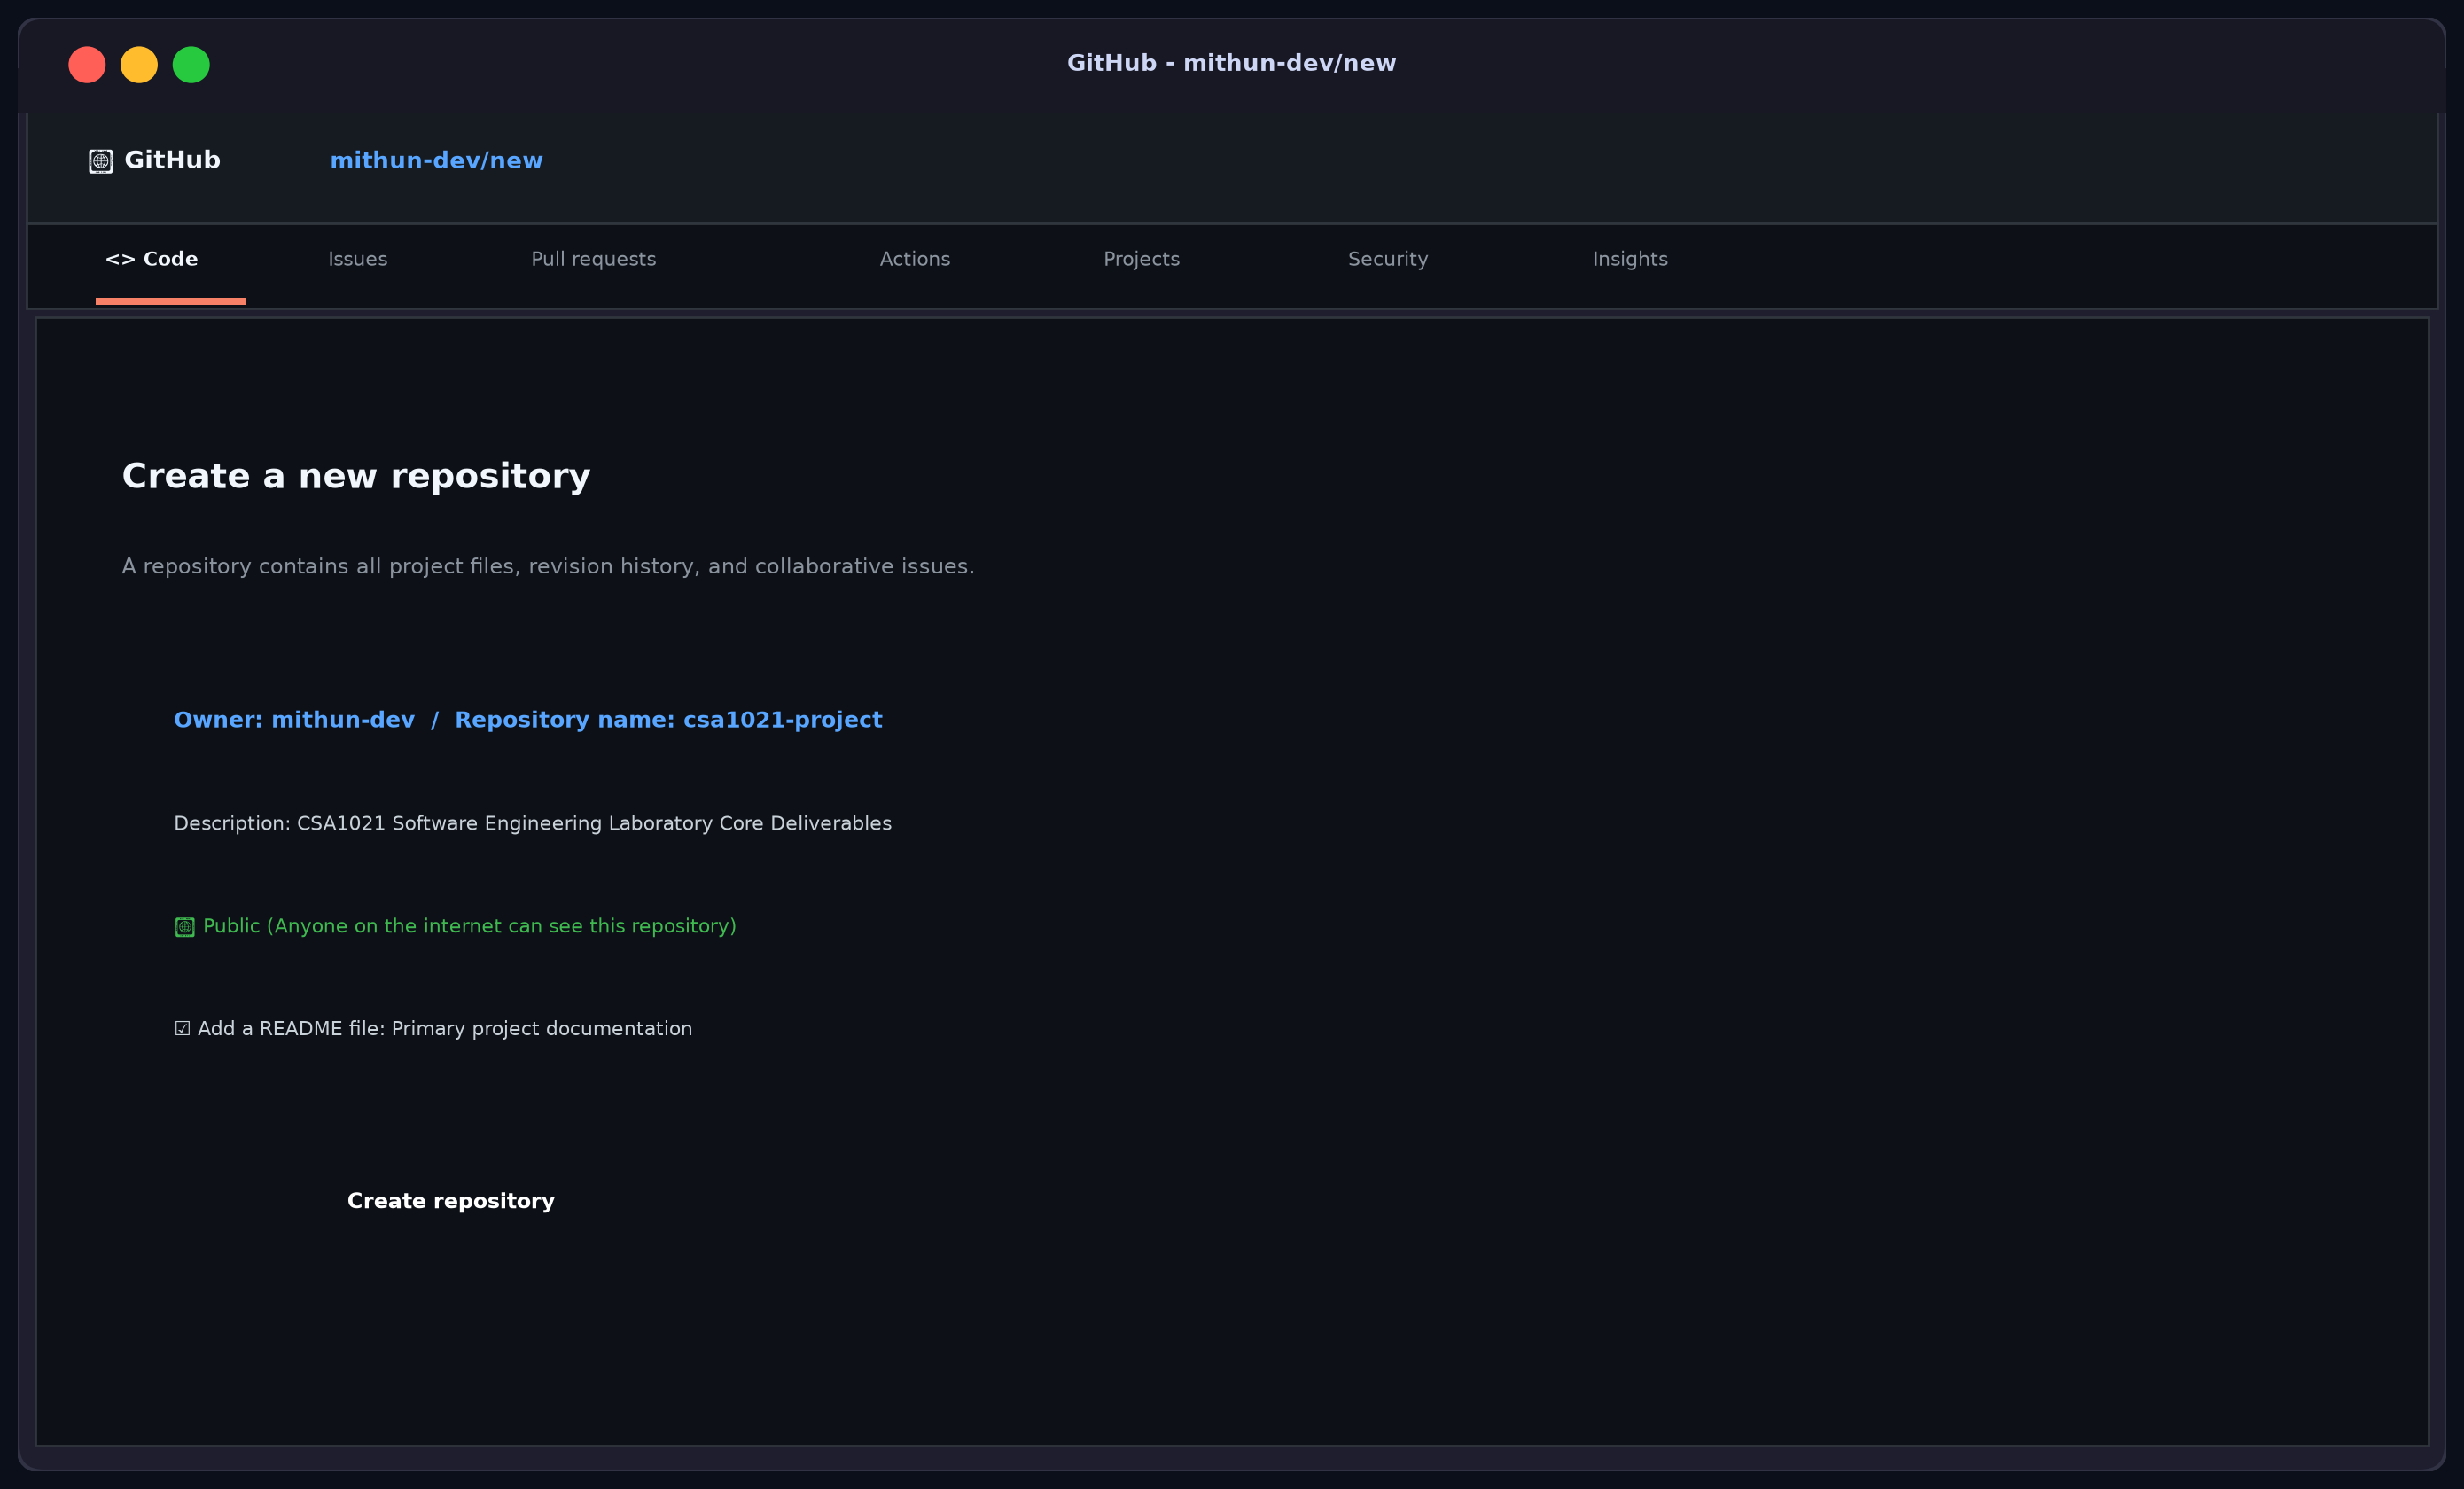 GitHub - mithun-dev/new
GitHub mithun-dev/new
<> Code Issues Pull requests Actions Projects Security Insights
Create a new repository
A repository contains all project files, revision history, and collaborative issues.
Owner: mithun-dev / Repository name: csa1021-project
Description: CSA1021 Software Engineering Laboratory Core Deliverables
Public (Anyone on the internet can see this repository)
☑ Add a README file: Primary project documentation
Create repository